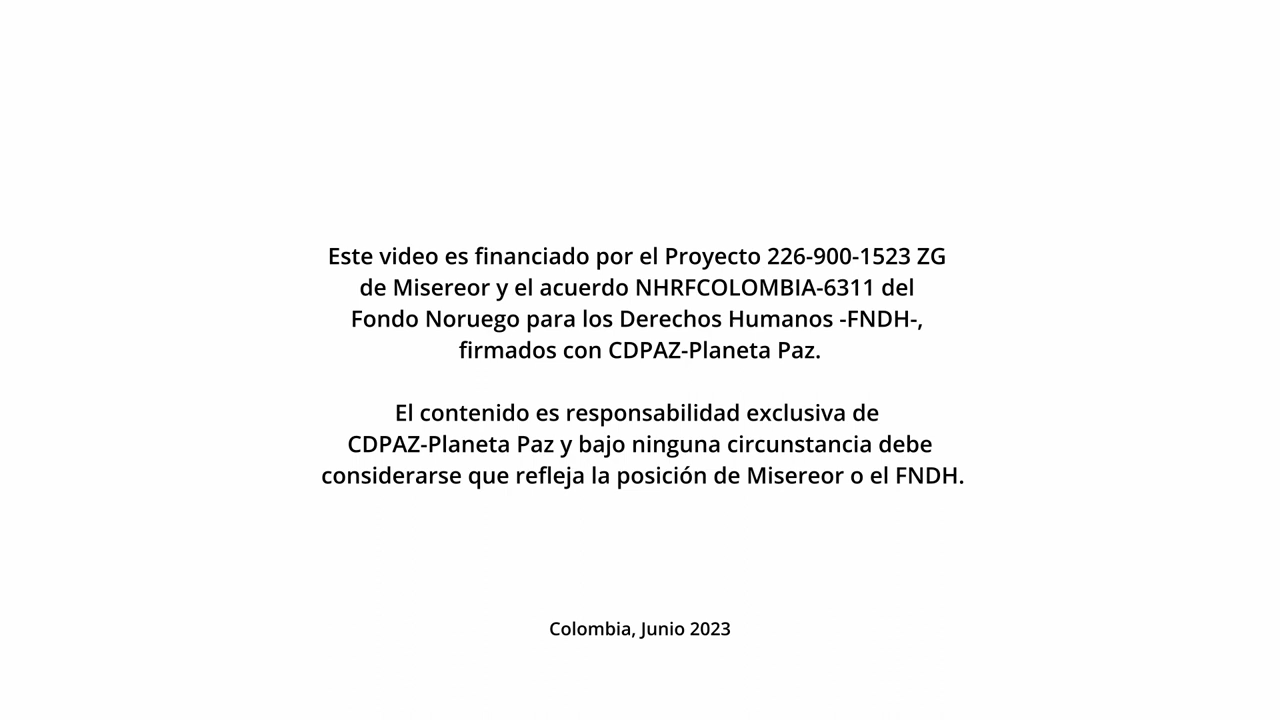 Este video es financiado por el Proyecto 226-900-1523 ZG
de Misereor y el acuerdo NHRFCOLOMBIA-6311 del
Fondo Noruego para los Derechos Humanos -FNDH-,
firmados con CDPAZ-Planeta Paz.
El contenido es responsabilidad exclusiva de
CDPAZ-Planeta Paz y bajo ninguna circunstancia debe
considerarse que refleja la posición de Misereor o el FNDH.
Colombia, Junio 2023